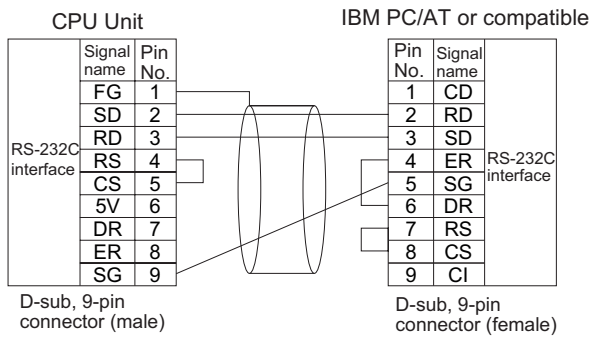 CPU Unit
IBM PC/AT or compatible
Signal name Pin No.
FG 1
SD 2
RD 3
RS 4
CS 5
5V 6
DR 7
ER 8
SG 9
RS-232C
interface
D-sub, 9-pin
connector (male)
Pin No. Signal name
1 CD
2 RD
3 SD
4 ER
5 SG
6 DR
7 RS
8 CS
9 CI
RS-232C
interface
D-sub, 9-pin
connector (female)